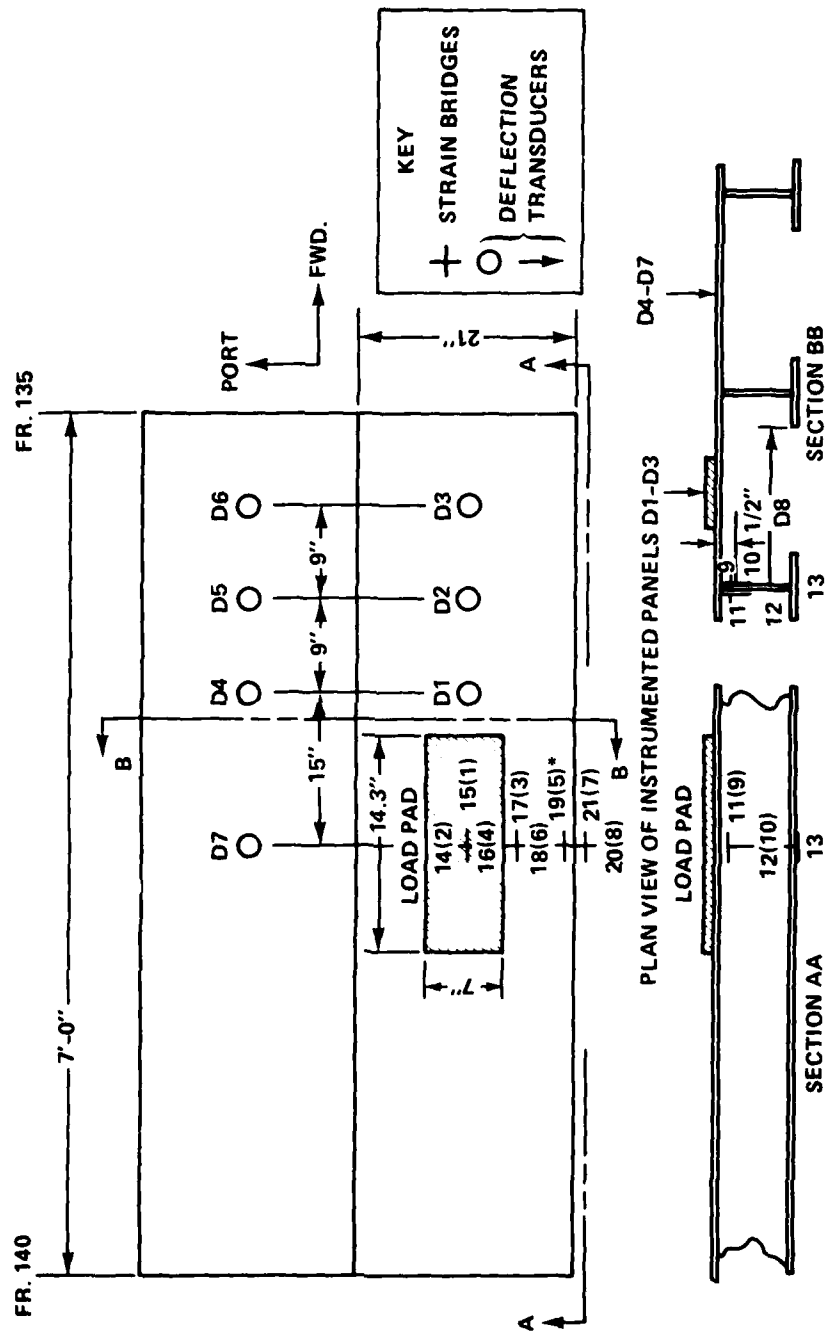 FR. 140
FR. 135
7'-0"
PORT
FWD.
B
D7
D4
D5
D6
15"
9"
9"
D1
D2
D3
21"
14.3"
LOAD PAD
7"
14(2)
15(1)
16(4)
17(3)
18(6)
19(5)*
21(7)
20(8)
B
A
A
KEY
STRAIN BRIDGES
DEFLECTION
TRANSDUCERS
PLAN VIEW OF INSTRUMENTED PANELS
LOAD PAD
11(9)
12(10)
13
SECTION AA
D1-D3
D4-D7
9
10
1/2"
11
12
D8
13
SECTION BB